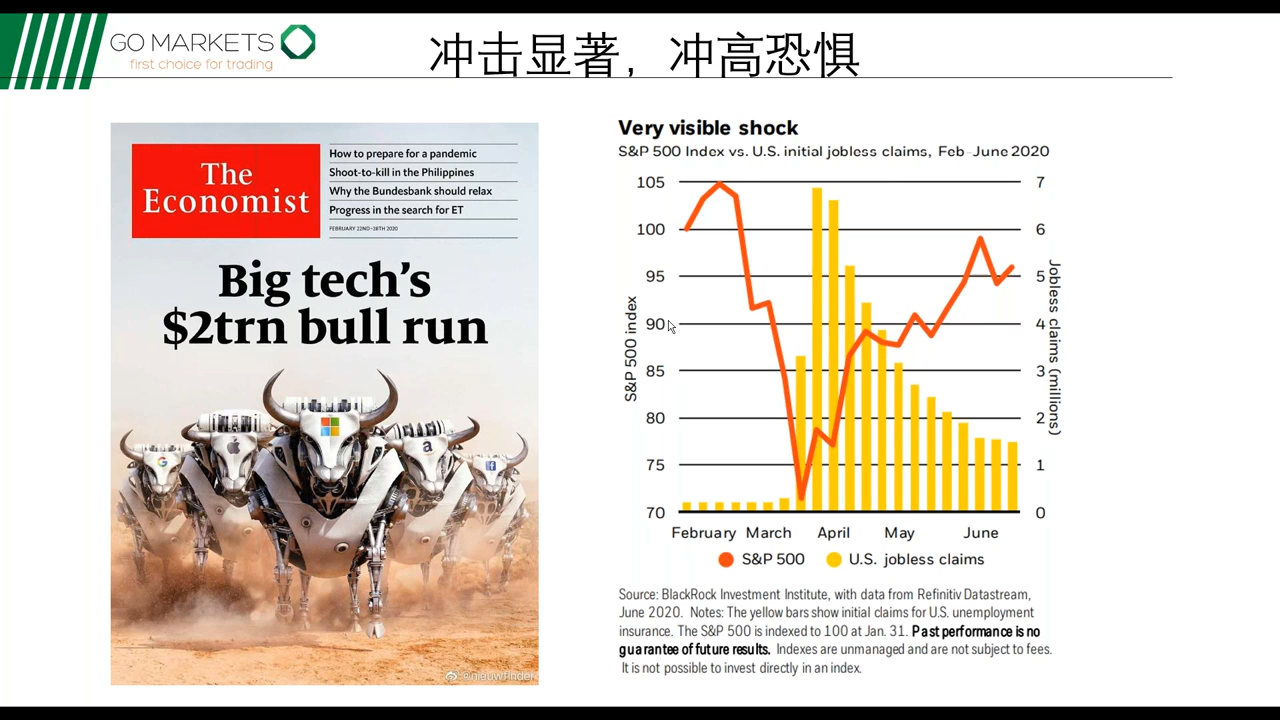 GO MARKETS
first choice for trading
冲击显著，冲高恐惧
The
Economist
How to prepare for a pandemic
Shoot-to-kill in the Philippines
Why the Bundesbank should relax
Progress in the search for ET
FEBRUARY 22ND–28TH 2020
Big tech's
$2trn bull run
a
f
Very visible shock
S&P 500 Index vs. U.S. initial jobless claims, Feb–June 2020
105
100
95
90
85
80
75
70
S&P 500 index
7
6
5
4
3
2
1
0
Jobless claims (millions)
February March April May June
S&P 500 U.S. jobless claims
Source: BlackRock Investment Institute, with data from Refinitiv Datastream,
June 2020. Notes: The yellow bars show initial claims for U.S. unemployment
insurance. The S&P 500 is indexed to 100 at Jan. 31. Past performance is no
guarantee of future results. Indexes are unmanaged and are not subject to fees.
It is not possible to invest directly in an index.